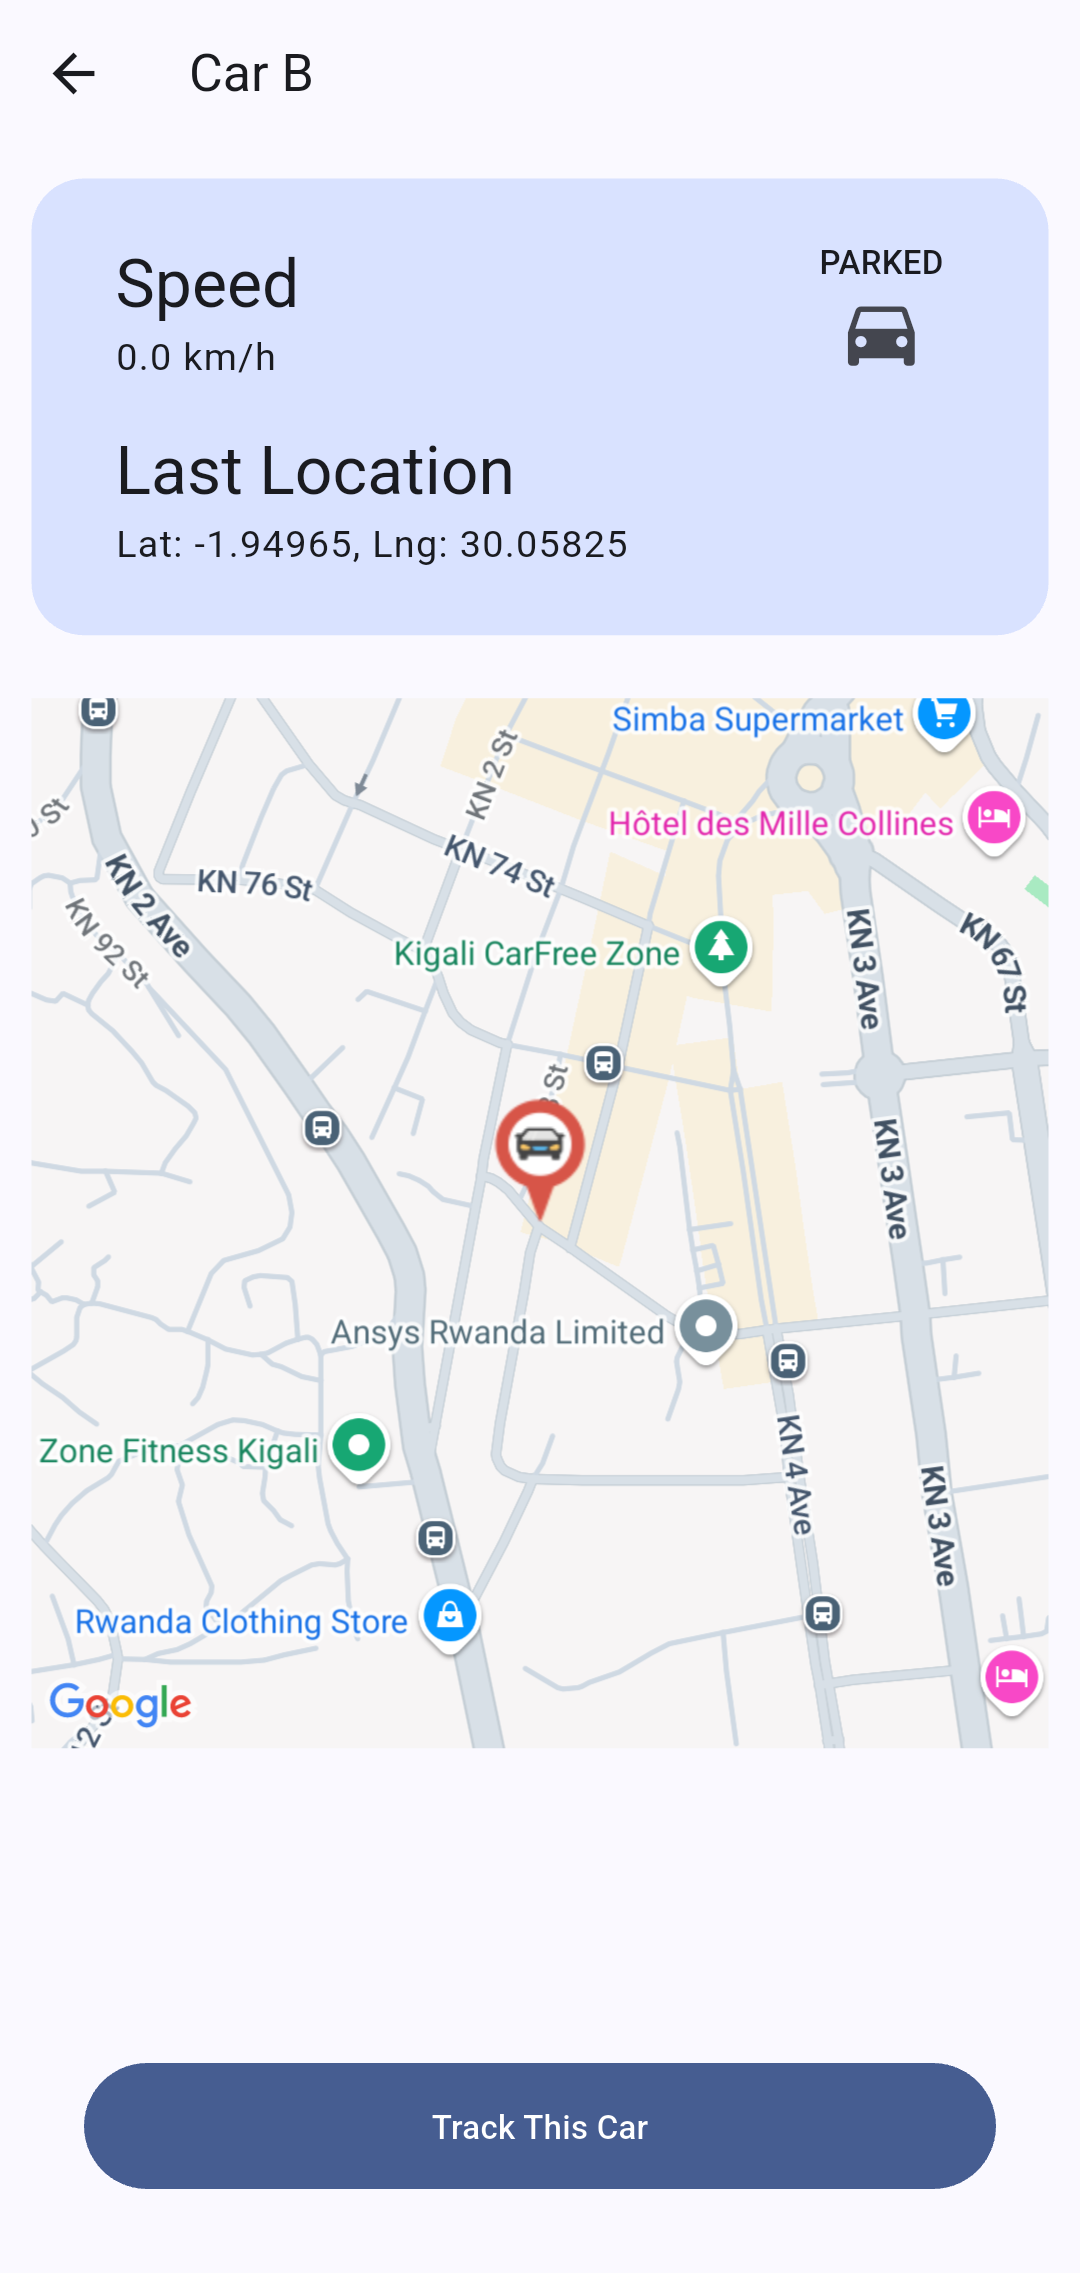 Car B
Speed
PARKED
0.0 km/h
Last Location
Lat: -1.94965, Lng: 30.05825
Simba Supermarket
KN 2 St
Hôtel des Mille Collines
St
KN 74 St
KN 76 St
KN 2 Ave
KN 92 St
KN 3 Ave
KN 67 St
Kigali CarFree Zone
St
KN 3 Ave
Ansys Rwanda Limited
Zone Fitness Kigali
KN 4 Ave
KN 3 Ave
Rwanda Clothing Store
Google
Track This Car